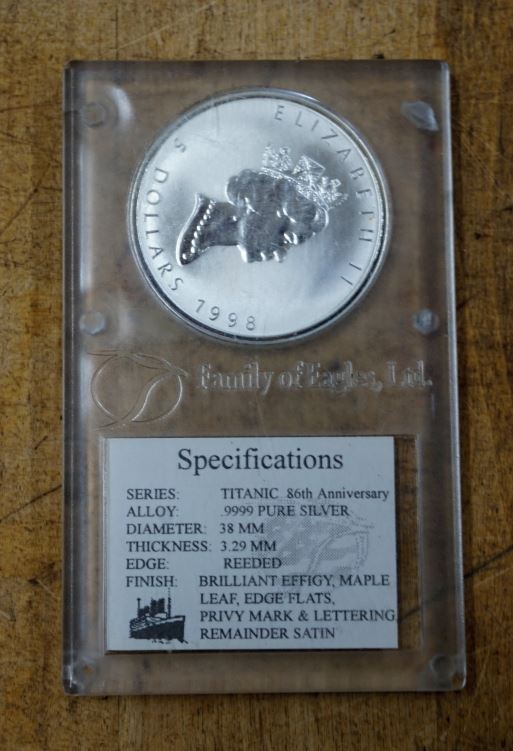 ELIZABETH II
5 DOLLARS 1998
Family of Eagles, Ltd.
Specifications
SERIES: TITANIC 86th Anniversary
ALLOY: .9999 PURE SILVER
DIAMETER: 38 MM
THICKNESS: 3.29 MM
EDGE: REEDED
FINISH: BRILLIANT EFFIGY, MAPLE
LEAF, EDGE FLATS,
PRIVY MARK & LETTERING
REMAINDER SATIN